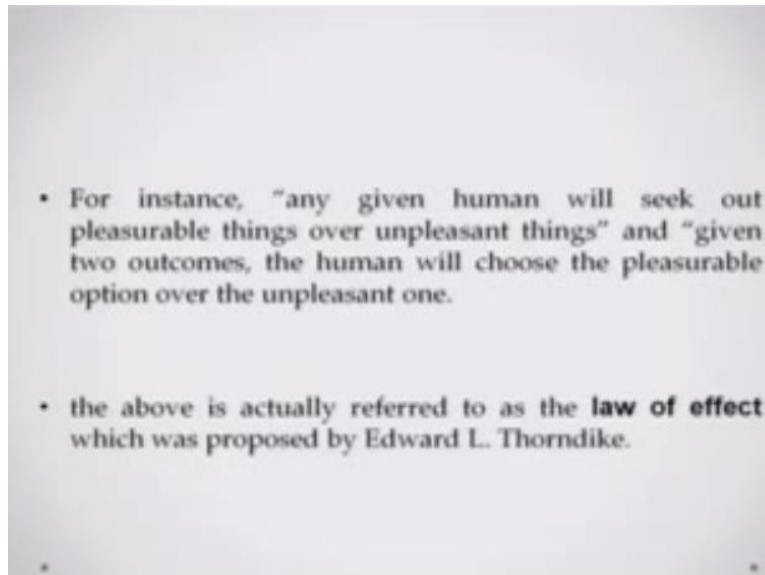 • For instance, "any given human will seek out
pleasurable things over unpleasant things" and "given
two outcomes, the human will choose the pleasurable
option over the unpleasant one.
• the above is actually referred to as the law of effect
which was proposed by Edward L. Thorndike.